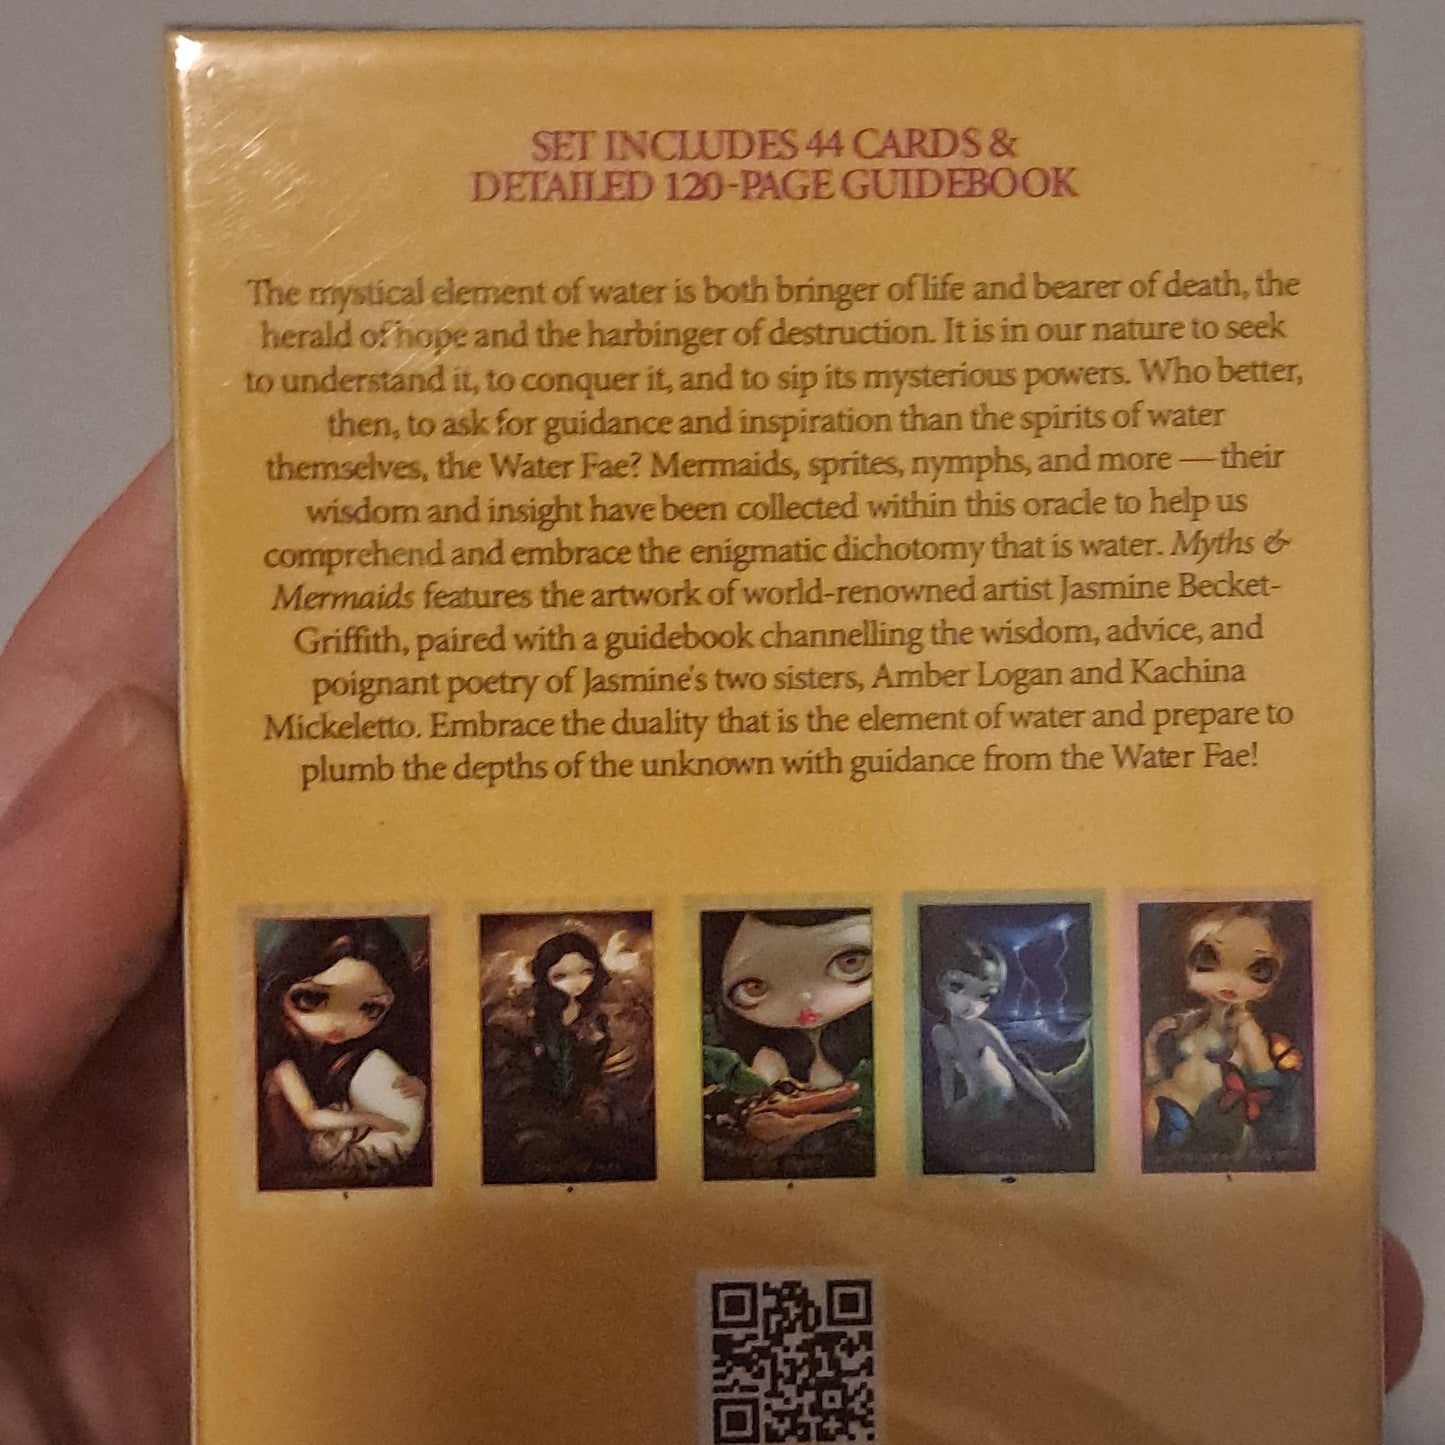 SET INCLUDES 44 CARDS &
DETAILED 120-PAGE GUIDEBOOK
The mystical element of water is both bringer of life and bearer of death, the
herald of hope and the harbinger of destruction. It is in our nature to seek
to understand it, to conquer it, and to sip its mysterious powers. Who better,
then, to ask for guidance and inspiration than the spirits of water
themselves, the Water Fae? Mermaids, sprites, nymphs, and more — their
wisdom and insight have been collected within this oracle to help us
comprehend and embrace the enigmatic dichotomy that is water. Myths &
Mermaids features the artwork of world-renowned artist Jasmine Becket-
Griffith, paired with a guidebook channelling the wisdom, advice, and
poignant poetry of Jasmine's two sisters, Amber Logan and Kachina
Mickeletto. Embrace the duality that is the element of water and prepare to
plumb the depths of the unknown with guidance from the Water Fae!